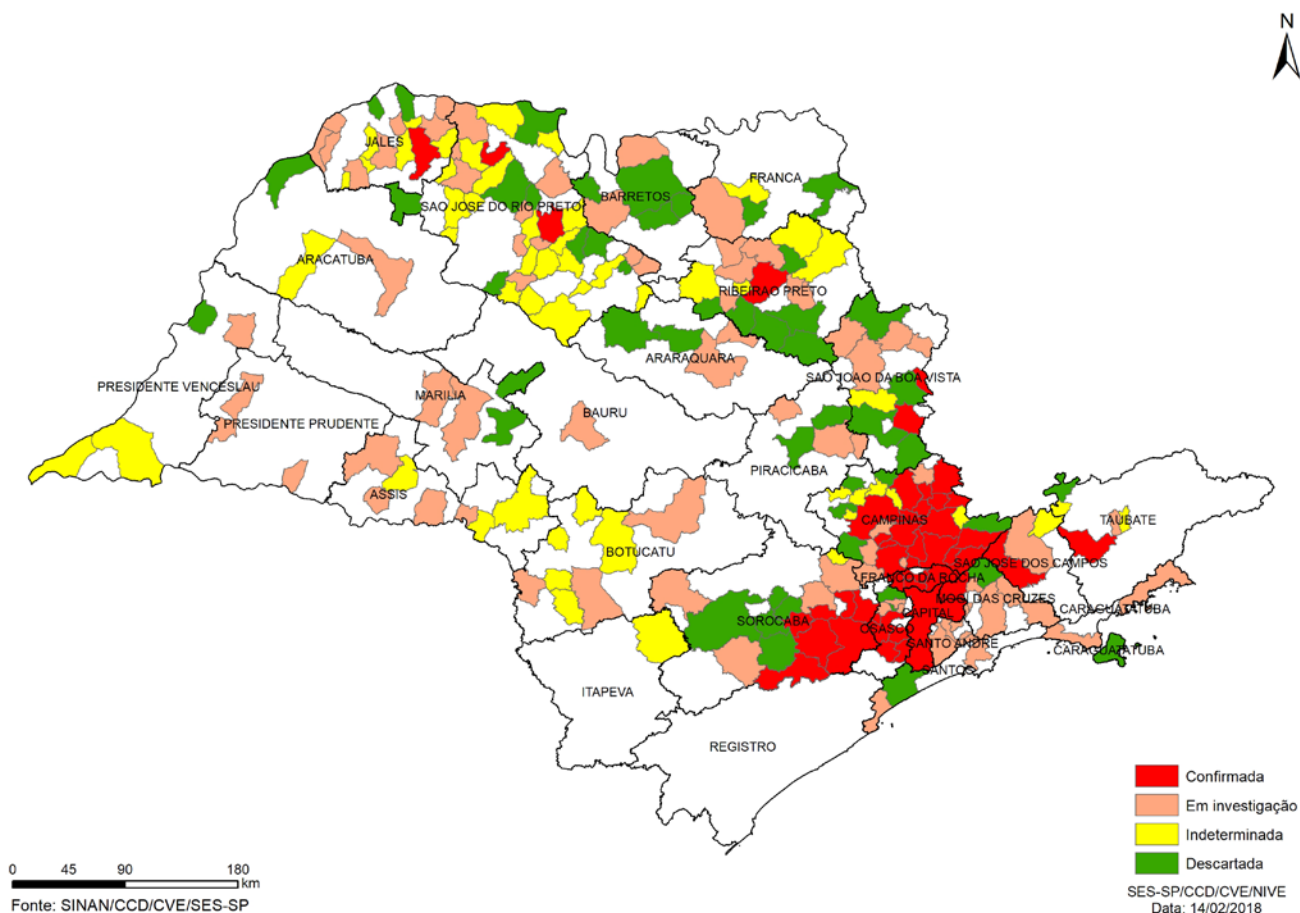 N
JALES
FRANCA
SAO JOSE DO RIO PRETO
BARRETOS
ARACATUBA
RIBEIRAO PRETO
ARARAQUARA
SAO JOAO DA BOA VISTA
PRESIDENTE VENCESLAU
MARILIA
BAURU
PRESIDENTE PRUDENTE
PIRACICABA
ASSIS
CAMPINAS
TAUBATE
BOTUCATU
SAO JOSE DOS CAMPOS
FRANCO DA ROCHA
MOGI DAS CRUZES
CARAGUATATUBA
CAPITAL
SOROCABA
OSASCO
SANTO ANDRE
CARAGUATATUBA
SANTOS
ITAPEVA
REGISTRO
Confirmada
Em investigação
Indeterminada
Descartada
0 45 90 180
km
Fonte: SINAN/CCD/CVE/SES-SP
SES-SP/CCD/CVE/NIVE
Data: 14/02/2018